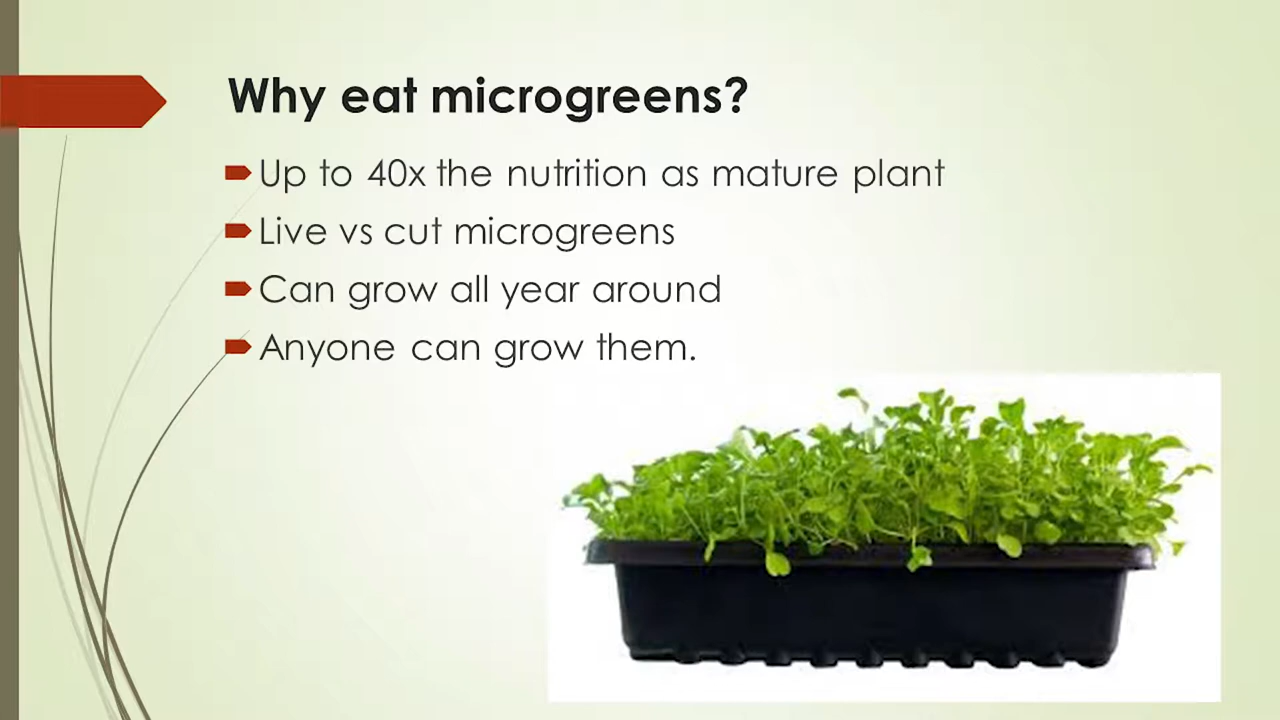 Why eat microgreens?
Up to 40x the nutrition as mature plant
Live vs cut microgreens
Can grow all year around
Anyone can grow them.